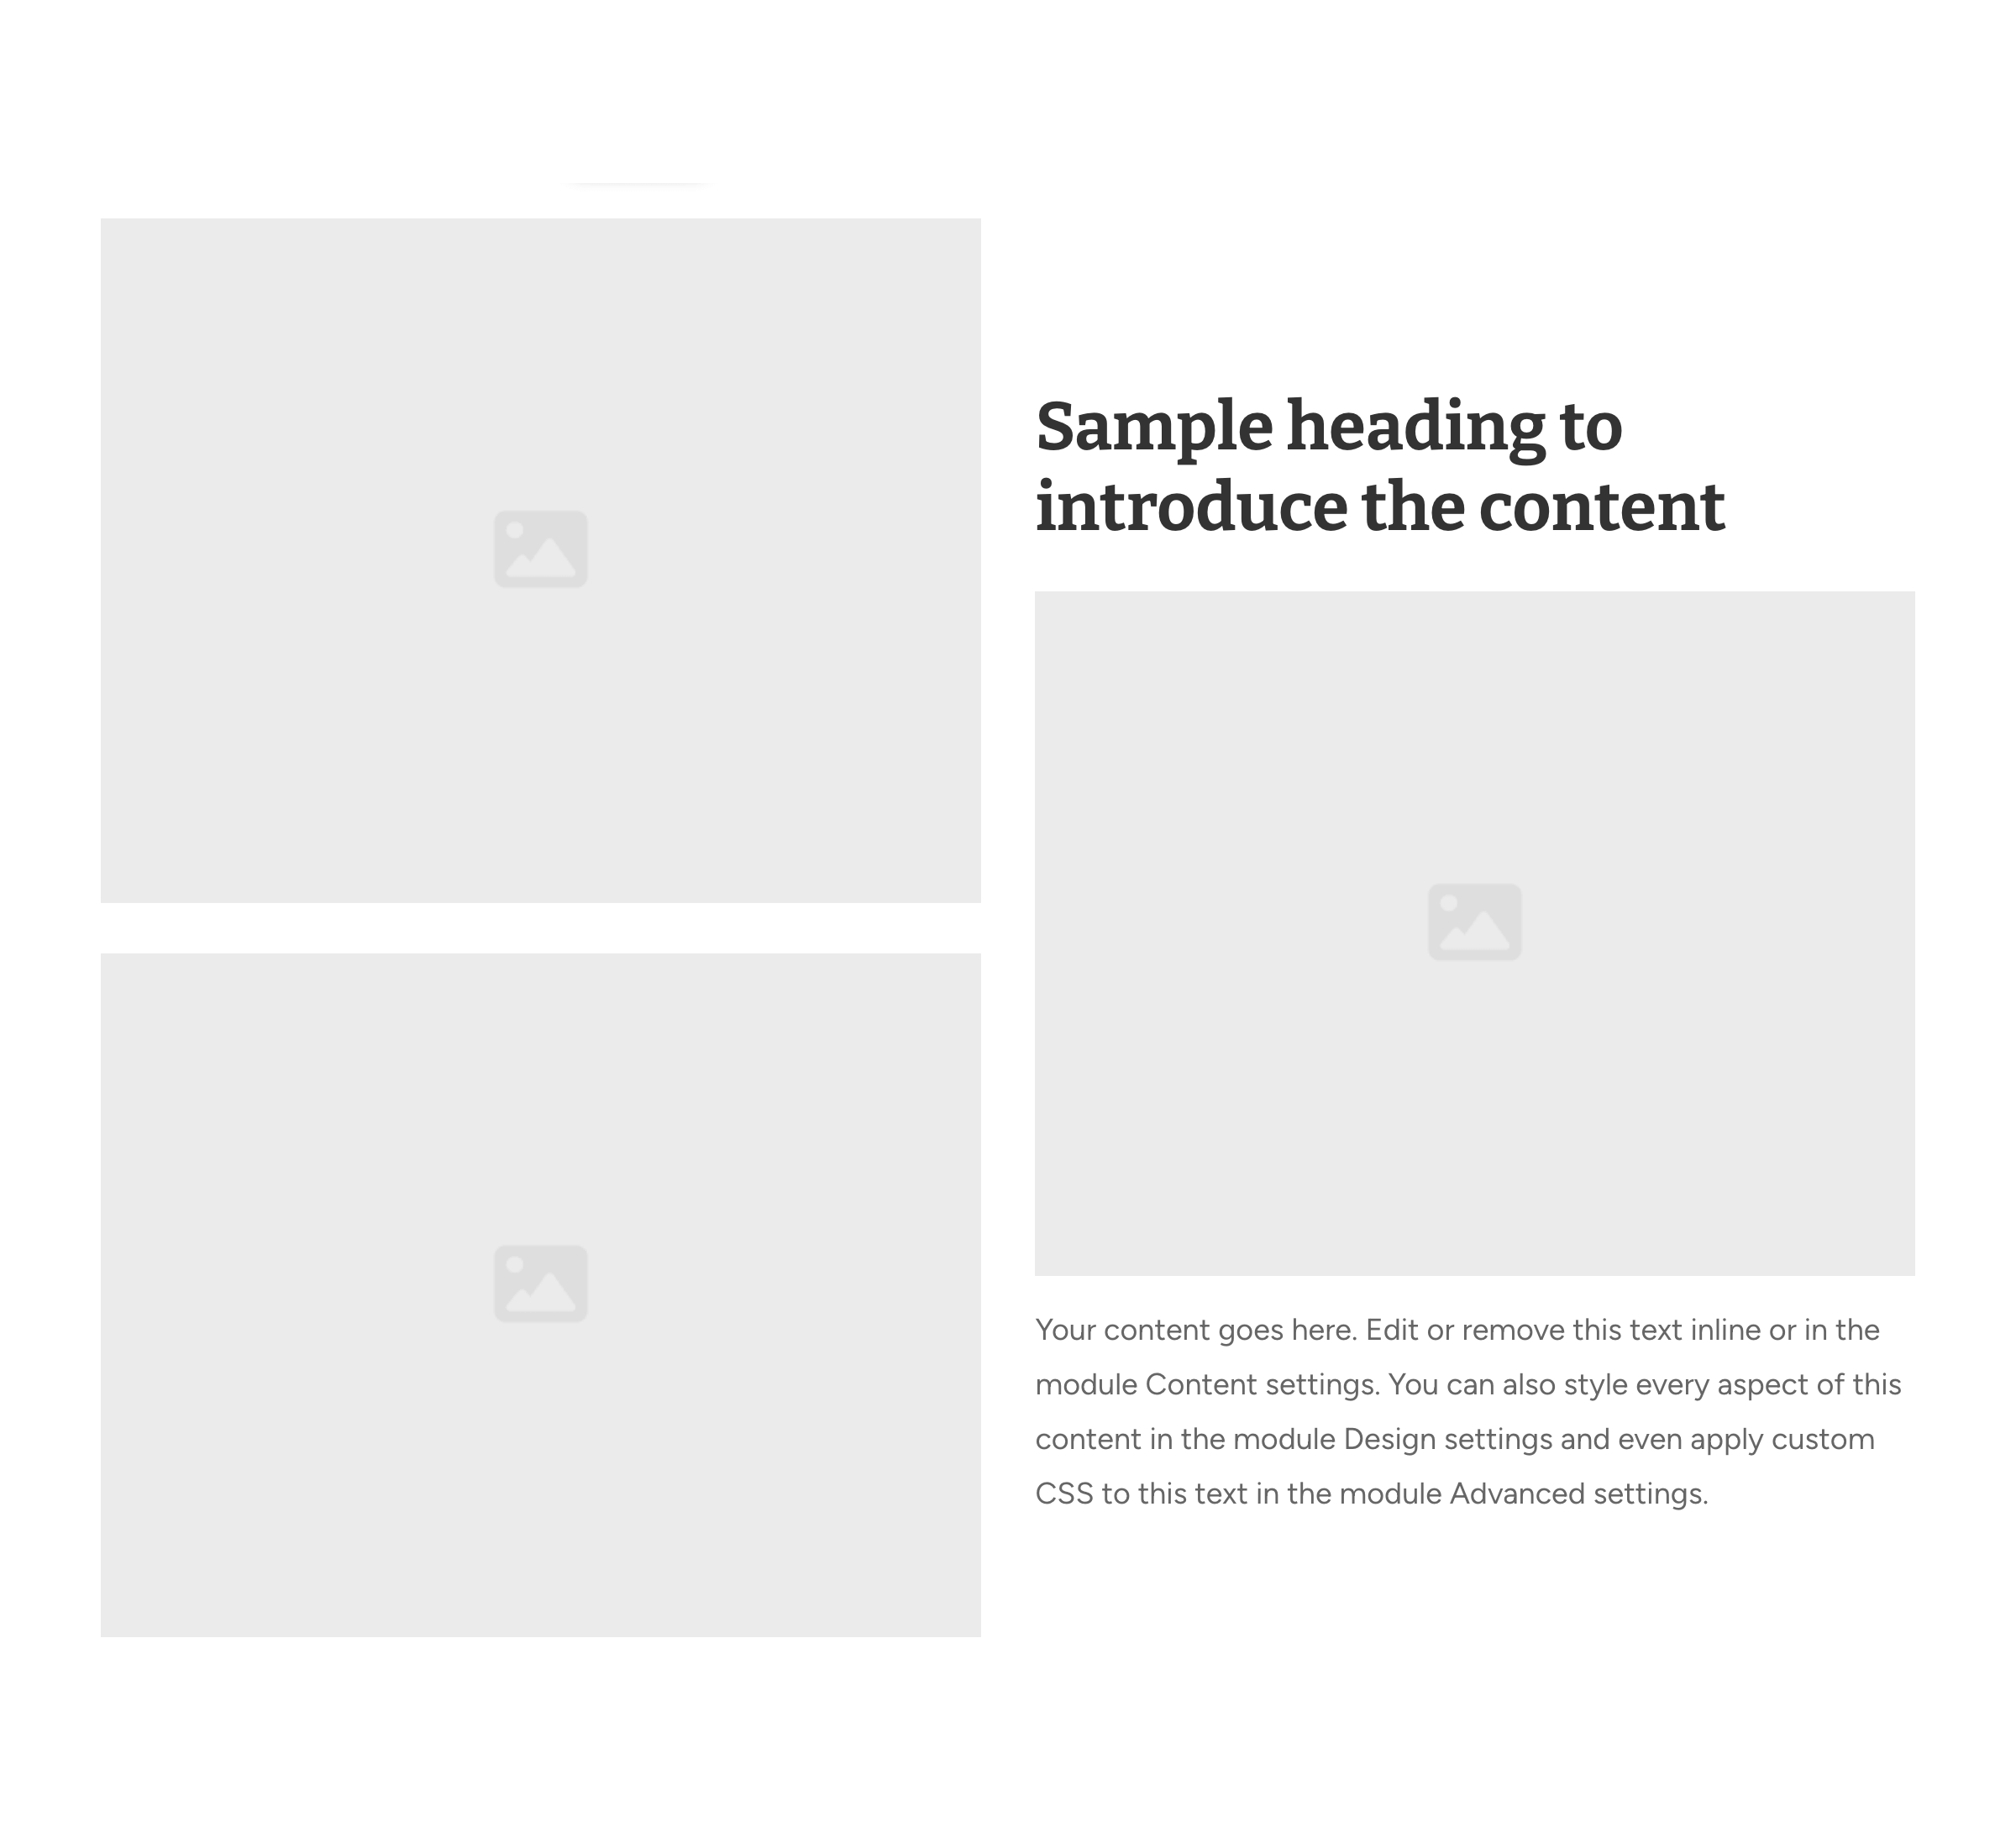 Sample heading to
introduce the content
Your content goes here. Edit or remove this text inline or in the
module Content settings. You can also style every aspect of this
content in the module Design settings and even apply custom
CSS to this text in the module Advanced settings.